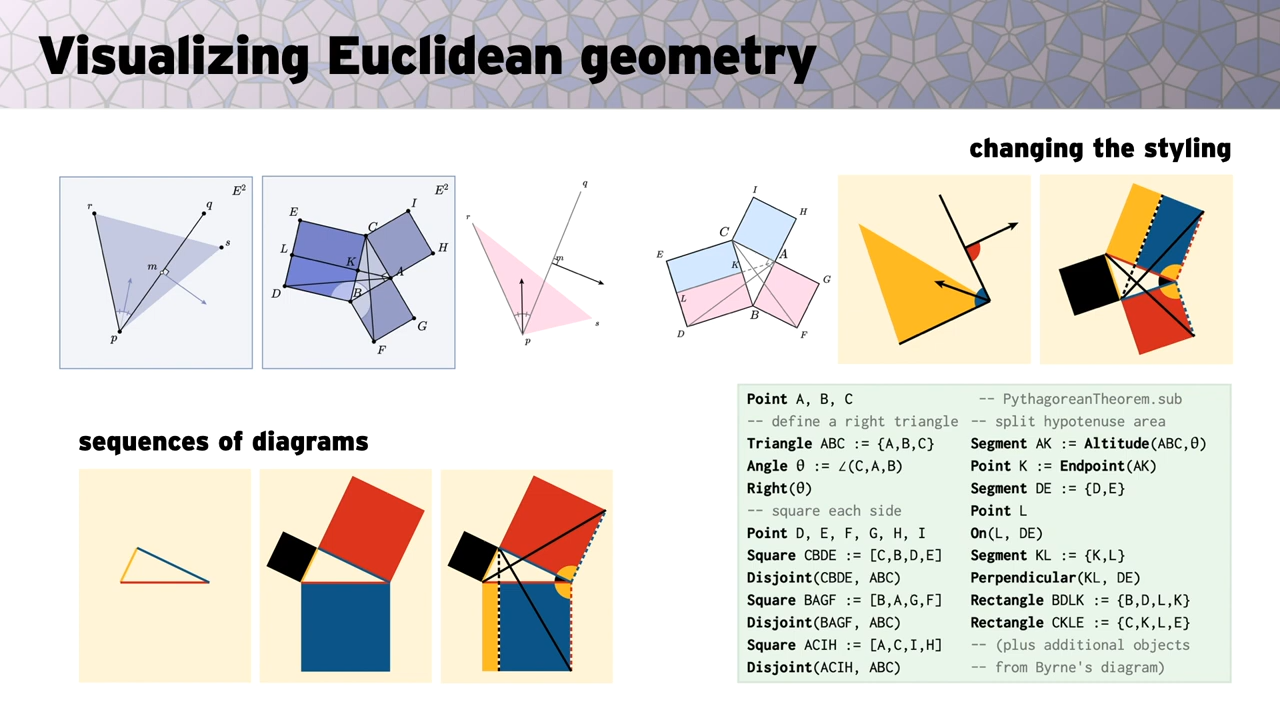 Visualizing Euclidean geometry
changing the styling
E²
r
q
s
m
p
E²
I
E
C
H
L
K
A
D
B
G
F
q
r
m
s
p
I
H
C
E
A
K
G
L
B
D
F
sequences of diagrams
Point A, B, C
-- define a right triangle
Triangle ABC := {A,B,C}
Angle θ := ∠(C,A,B)
Right(θ)
-- square each side
Point D, E, F, G, H, I
Square CBDE := [C,B,D,E]
Disjoint(CBDE, ABC)
Square BAGF := [B,A,G,F]
Disjoint(BAGF, ABC)
Square ACIH := [A,C,I,H]
Disjoint(ACIH, ABC)
-- PythagoreanTheorem.sub
-- split hypotenuse area
Segment AK := Altitude(ABC,θ)
Point K := Endpoint(AK)
Segment DE := {D,E}
Point L
On(L, DE)
Segment KL := {K,L}
Perpendicular(KL, DE)
Rectangle BDLK := {B,D,L,K}
Rectangle CKLE := {C,K,L,E}
-- (plus additional objects
-- from Byrne's diagram)